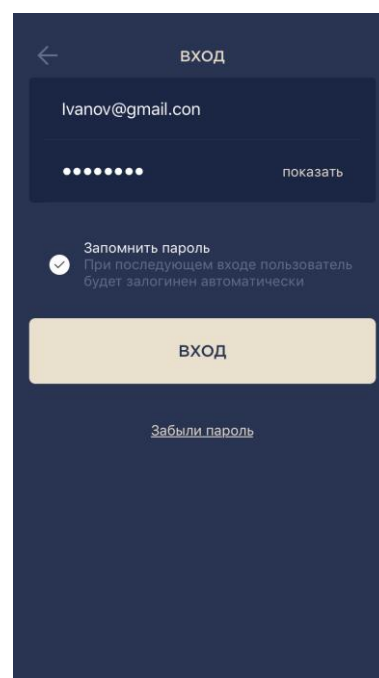 ВХОД
Ivanov@gmail.con
••••••••
показать
Запомнить пароль
При последующем входе пользователь
будет залогинен автоматически
ВХОД
Забыли пароль